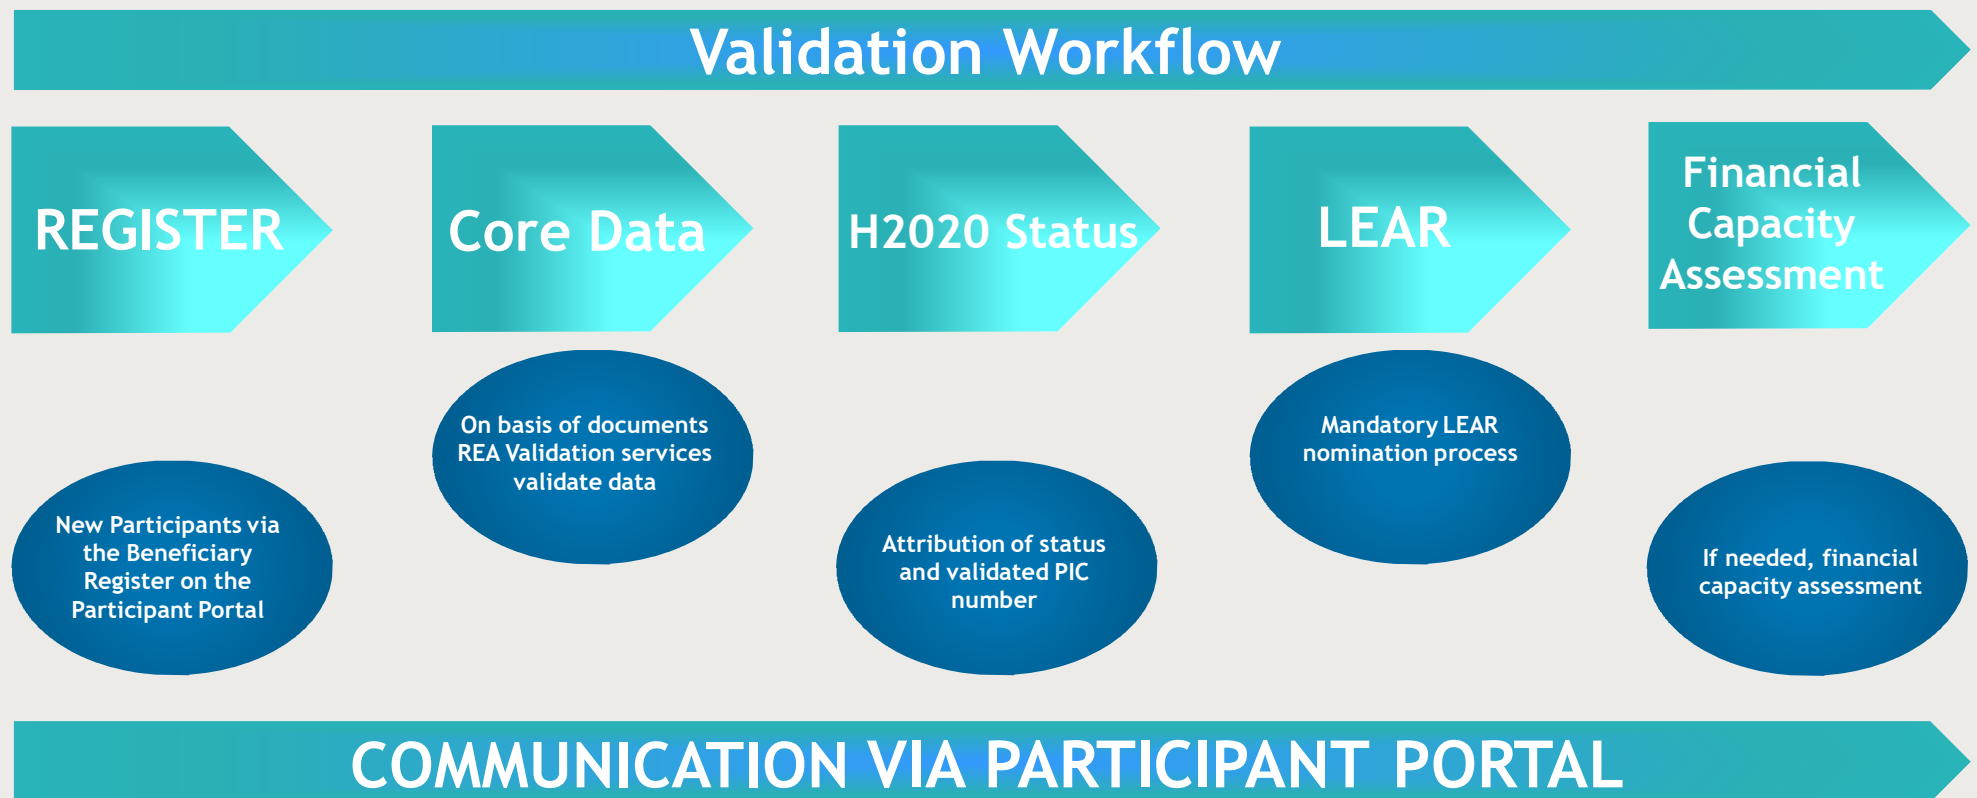 Validation Workflow
REGISTER
Core Data
H2020 Status
LEAR
Financial
Capacity
Assessment
New Participants via
the Beneficiary
Register on the
Participant Portal
On basis of documents
REA Validation services
validate data
Attribution of status
and validated PIC
number
Mandatory LEAR
nomination process
If needed, financial
capacity assessment
COMMUNICATION VIA PARTICIPANT PORTAL